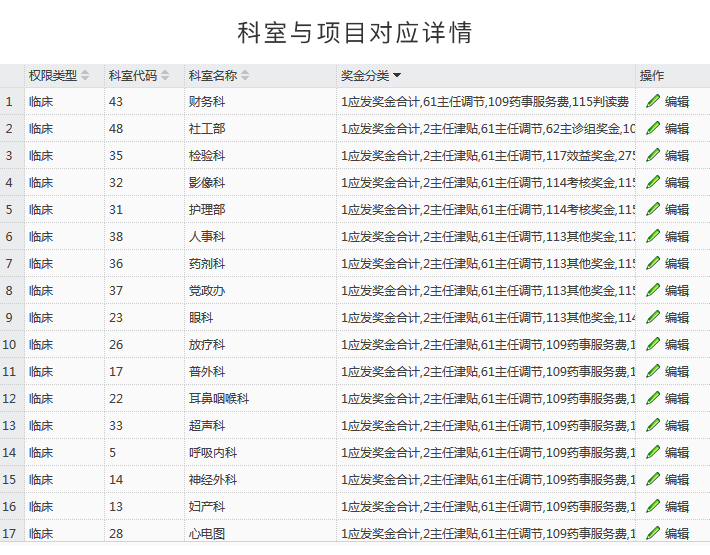 科室与项目对应详情
权限类型 科室代码 科室名称 奖金分类 操作
1 临床 43 财务科 1应发奖金合计,61主任调节,109药事服务费,115判读费 编辑
2 临床 48 社工部 1应发奖金合计,2主任津贴,61主任调节,62主诊组奖金,10 编辑
3 临床 35 检验科 1应发奖金合计,2主任津贴,61主任调节,117效益奖金,275 编辑
4 临床 32 影像科 1应发奖金合计,2主任津贴,61主任调节,114考核奖金,115 编辑
5 临床 31 护理部 1应发奖金合计,2主任津贴,61主任调节,114考核奖金,115 编辑
6 临床 38 人事科 1应发奖金合计,2主任津贴,61主任调节,113其他奖金,117 编辑
7 临床 36 药剂科 1应发奖金合计,2主任津贴,61主任调节,113其他奖金,115 编辑
8 临床 37 党政办 1应发奖金合计,2主任津贴,61主任调节,113其他奖金,115 编辑
9 临床 23 眼科 1应发奖金合计,2主任津贴,61主任调节,113其他奖金,114 编辑
10 临床 26 放疗科 1应发奖金合计,2主任津贴,61主任调节,109药事服务费,1 编辑
11 临床 17 普外科 1应发奖金合计,2主任津贴,61主任调节,109药事服务费,1 编辑
12 临床 22 耳鼻咽喉科 1应发奖金合计,2主任津贴,61主任调节,109药事服务费,1 编辑
13 临床 33 超声科 1应发奖金合计,2主任津贴,61主任调节,109药事服务费,1 编辑
14 临床 5 呼吸内科 1应发奖金合计,2主任津贴,61主任调节,109药事服务费,1 编辑
15 临床 14 神经外科 1应发奖金合计,2主任津贴,61主任调节,109药事服务费,1 编辑
16 临床 13 妇产科 1应发奖金合计,2主任津贴,61主任调节,109药事服务费,1 编辑
17 临床 28 心电图 1应发奖金合计,2主任津贴,61主任调节,109药事服务费,1 编辑